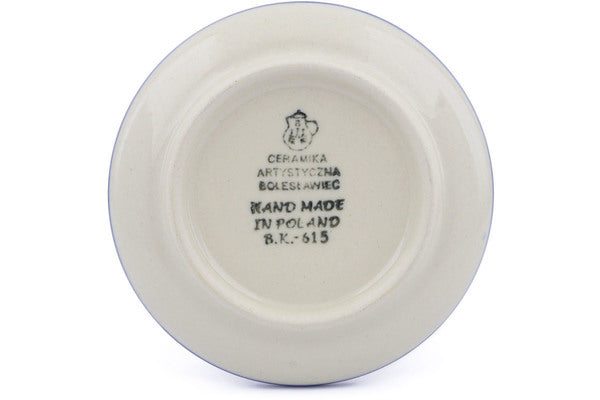 CERAMIKA
ARTYSTYCZNA
BOLESŁAWIEC
HAND MADE
IN POLAND
B.K.-615